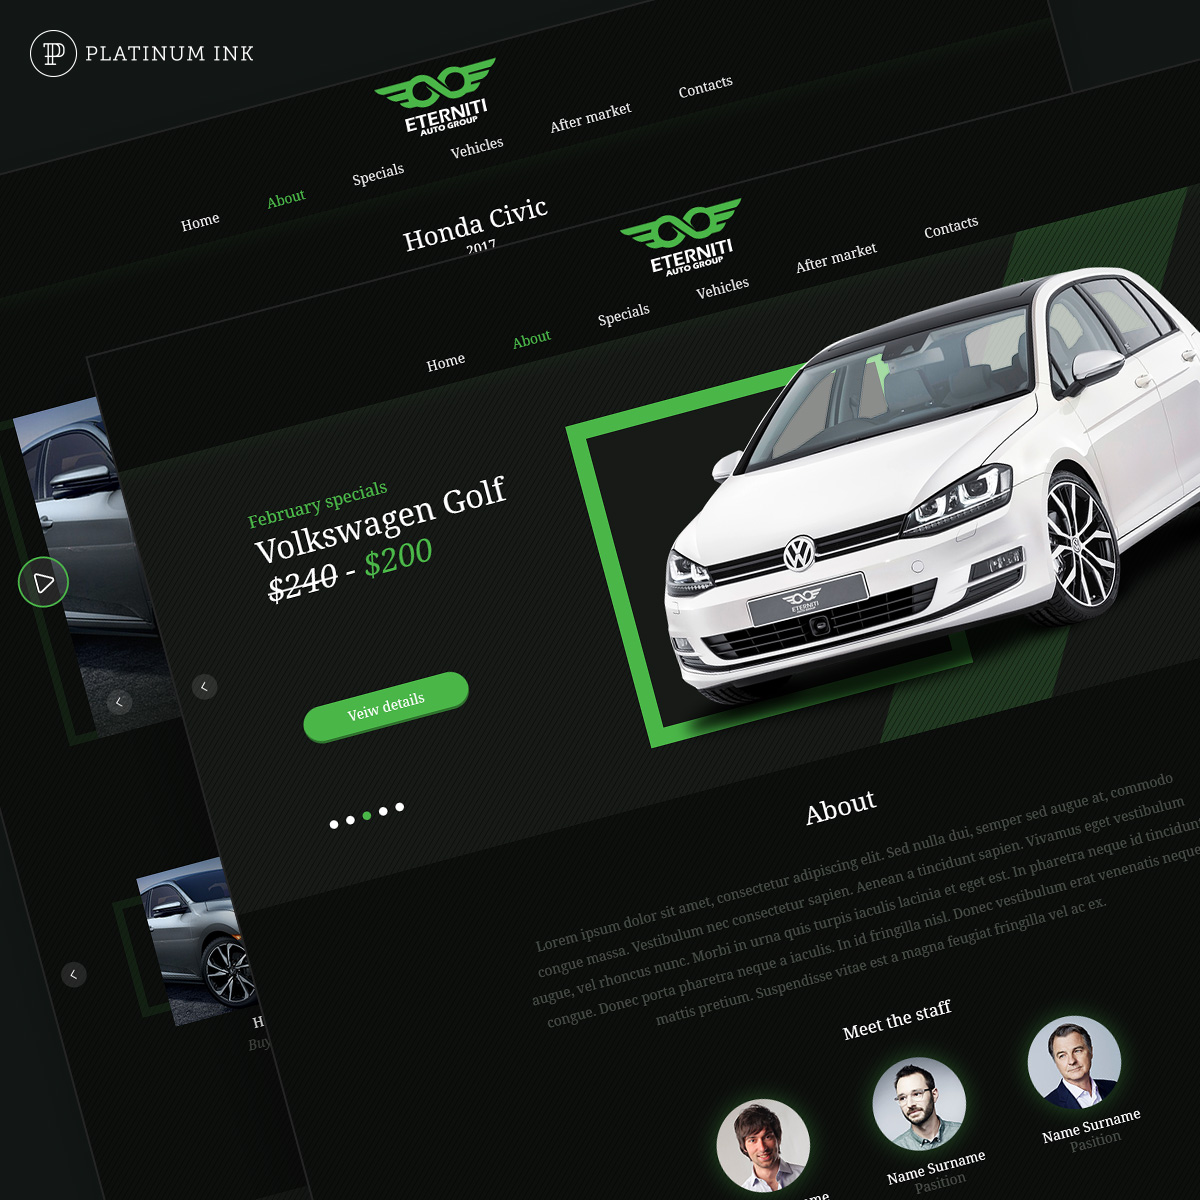 PLATINUM INK
ETERNITI
AUTO GROUP
Home
About
Specials
Vehicles
After market
Contacts
Honda Civic
2017
ETERNITI
AUTO GROUP
Home
About
Specials
Vehicles
After market
Contacts
February specials
Volkswagen Golf
$240 - $200
Veiw details
ETERNITI
About
Lorem ipsum dolor sit amet, consectetur adipiscing elit. Sed nulla dui, semper sed augue at, commodo
congue massa. Vestibulum nec consectetur sapien. Aenean a tincidunt sapien. Vivamus eget vestibulum
augue, vel rhoncus nunc. Morbi in urna quis turpis iaculis lacinia et eget est. In pharetra neque id tincidunt
congue. Donec porta pharetra neque a iaculis. In id fringilla nisl. Donec vestibulum erat venenatis neque
mattis pretium. Suspendisse vitae est a magna feugiat fringilla vel ac ex.
H
Buy
Meet the staff
Name Surname
Pasition
Name Surname
Pasition
me